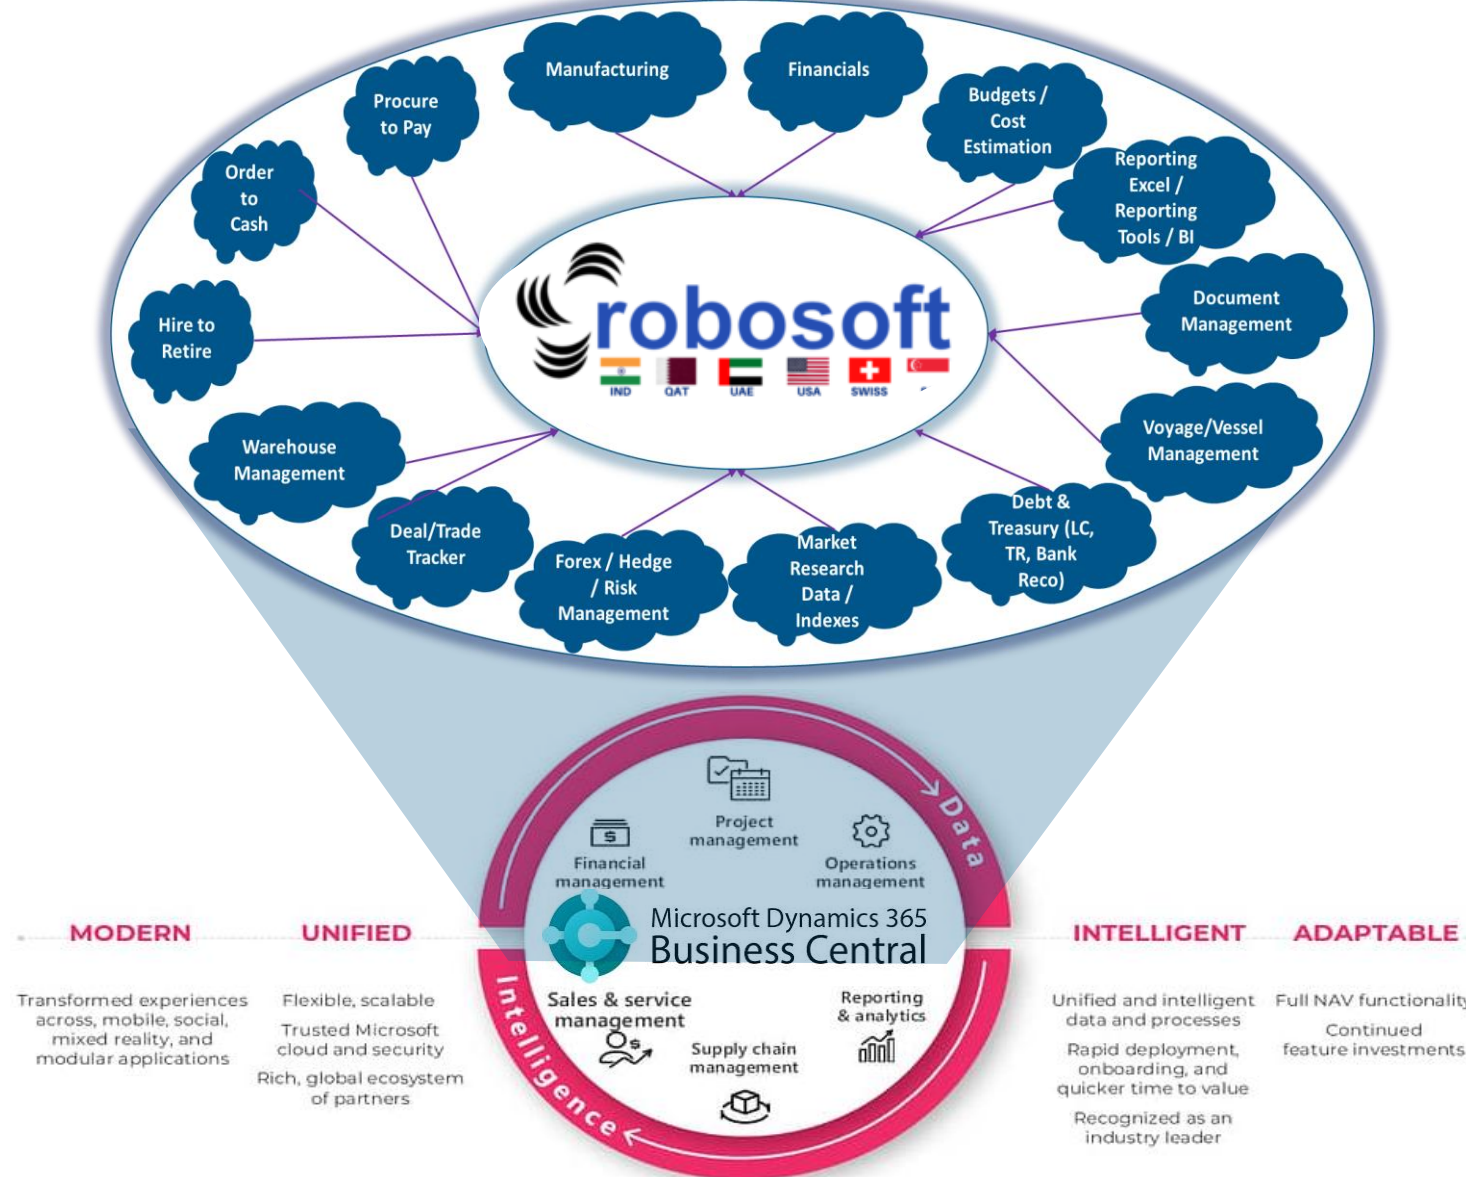 Manufacturing
Financials
Procure
to Pay
Budgets /
Cost
Estimation
Order
to
Cash
Reporting
Excel /
Reporting
Tools / BI
Hire to
Retire
Document
Management
robosoft
IND
QAT
UAE
USA
SWISS
Warehouse
Management
Voyage/Vessel
Management
Deal/Trade
Tracker
Forex / Hedge
/ Risk
Management
Market
Research
Data /
Indexes
Debt &
Treasury (LC,
TR, Bank
Reco)
Data
Project
management
Financial
management
Operations
management
Microsoft Dynamics 365
Business Central
Sales & service
management
Reporting
& analytics
Supply chain
management
Intelligence
MODERN
Transformed experiences
across, mobile, social,
mixed reality, and
modular applications
UNIFIED
Flexible, scalable
Trusted Microsoft
cloud and security
Rich, global ecosystem
of partners
INTELLIGENT
Unified and intelligent
data and processes
Rapid deployment,
onboarding, and
quicker time to value
Recognized as an
industry leader
ADAPTABLE
Full NAV functionality
Continued
feature investments